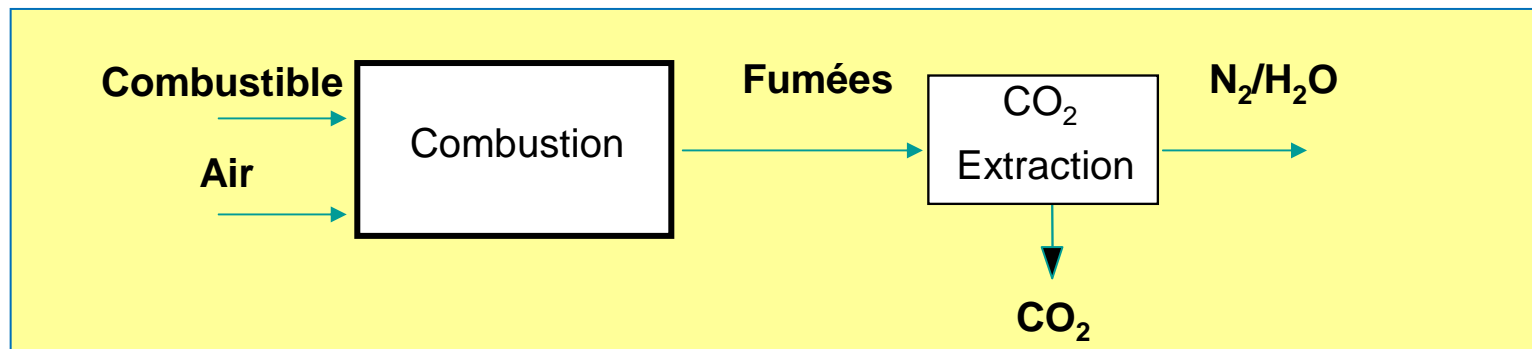 Combustible
Air
Combustion
Fumées
CO₂
Extraction
N₂/H₂O
CO₂